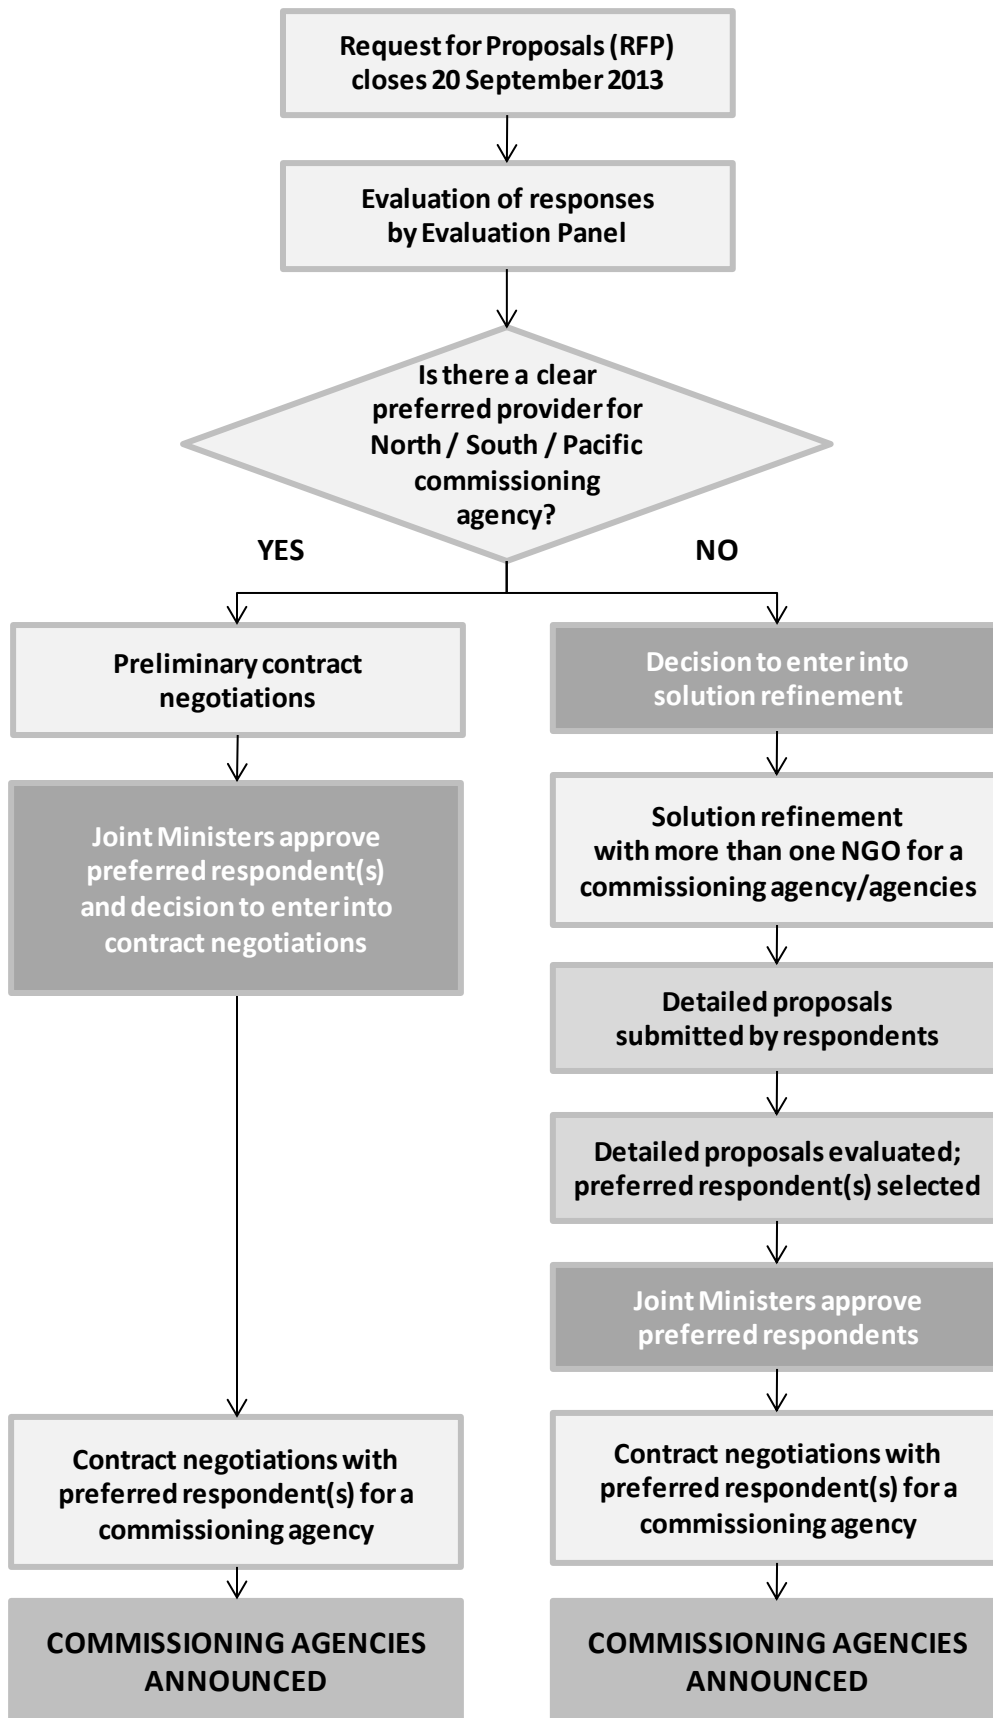 Request for Proposals (RFP)
closes 20 September 2013
Evaluation of responses
by Evaluation Panel
Is there a clear
preferred provider for
North / South / Pacific
commissioning
agency?
YES
NO
Preliminary contract
negotiations
Joint Ministers approve
preferred respondent(s)
and decision to enter into
contract negotiations
Contract negotiations with
preferred respondent(s) for a
commissioning agency
COMMISSIONING AGENCIES
ANNOUNCED
Decision to enter into
solution refinement
Solution refinement
with more than one NGO for a
commissioning agency/agencies
Detailed proposals
submitted by respondents
Detailed proposals evaluated;
preferred respondent(s) selected
Joint Ministers approve
preferred respondents
Contract negotiations with
preferred respondent(s) for a
commissioning agency
COMMISSIONING AGENCIES
ANNOUNCED